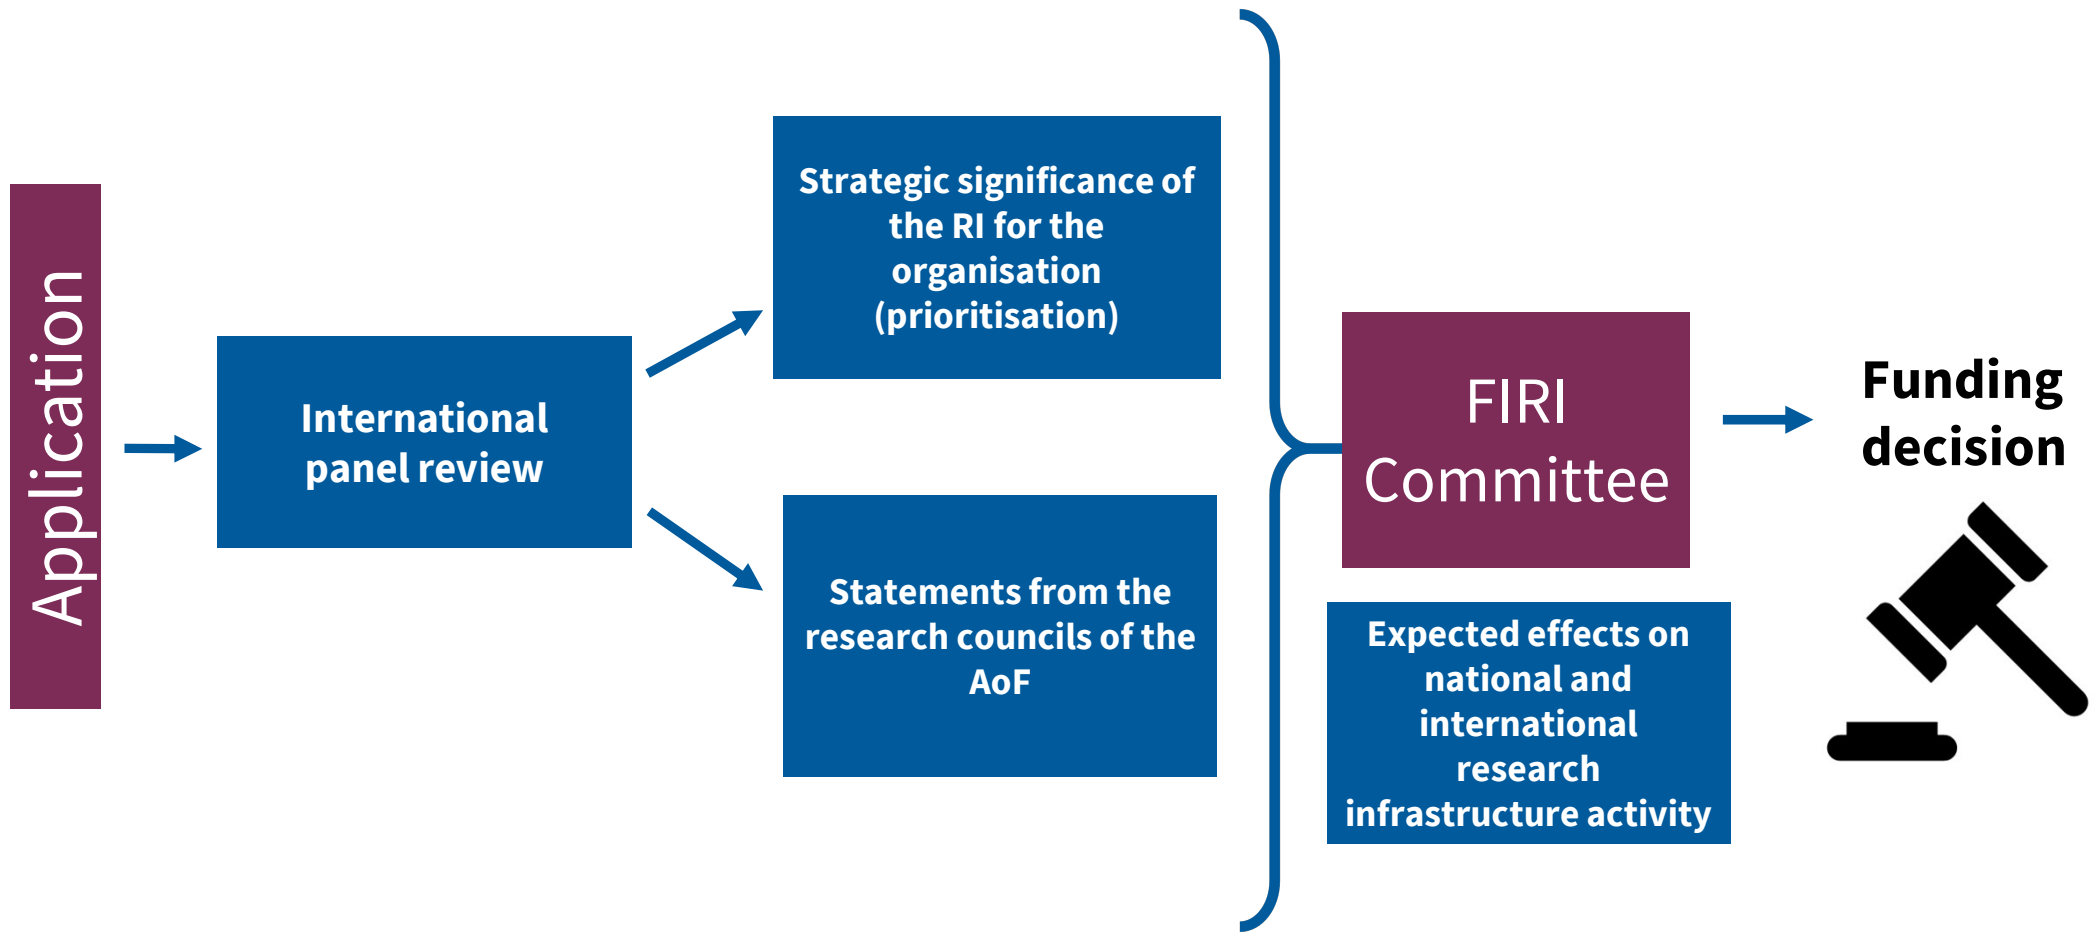 Application
International
panel review
Strategic significance of
the RI for the
organisation
(prioritisation)
Statements from the
research councils of the
AoF
FIRI
Committee
Expected effects on
national and
international
research
infrastructure activity
Funding
decision